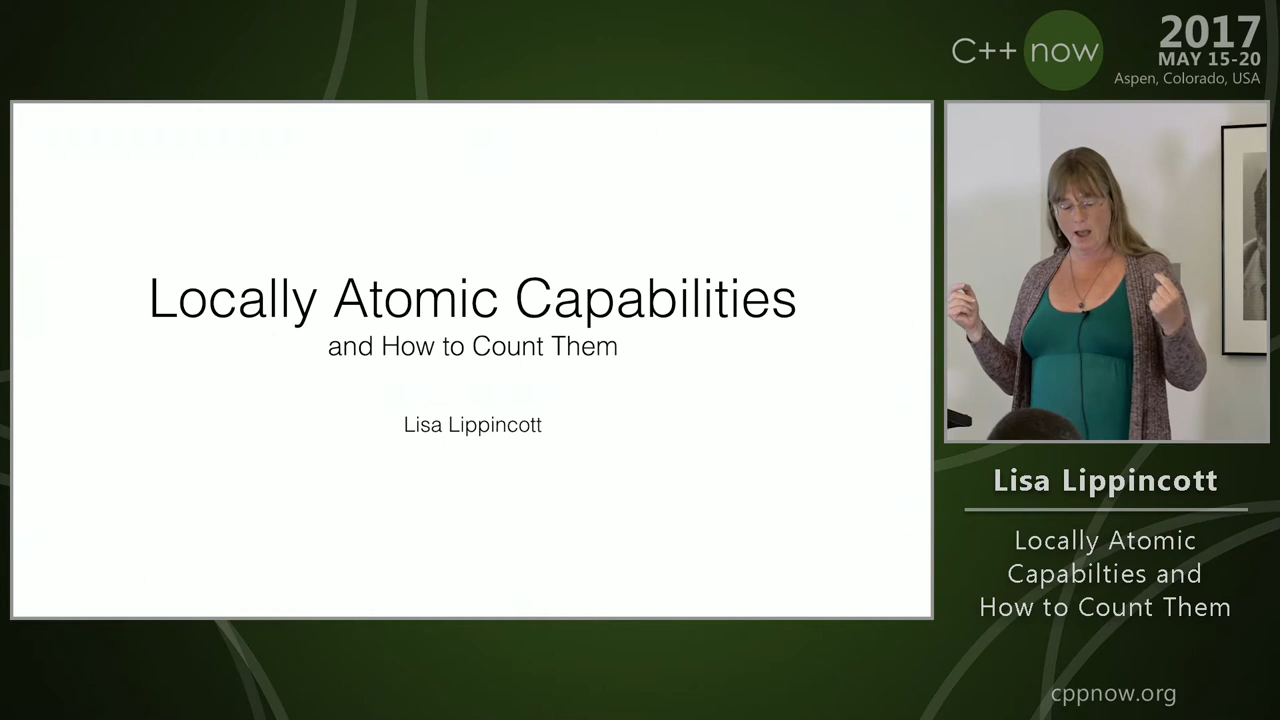 C++ now
2017
MAY 15-20
Aspen, Colorado, USA
Locally Atomic Capabilities
and How to Count Them
Lisa Lippincott
Lisa Lippincott
Locally Atomic
Capabilties and
How to Count Them
cppnow.org